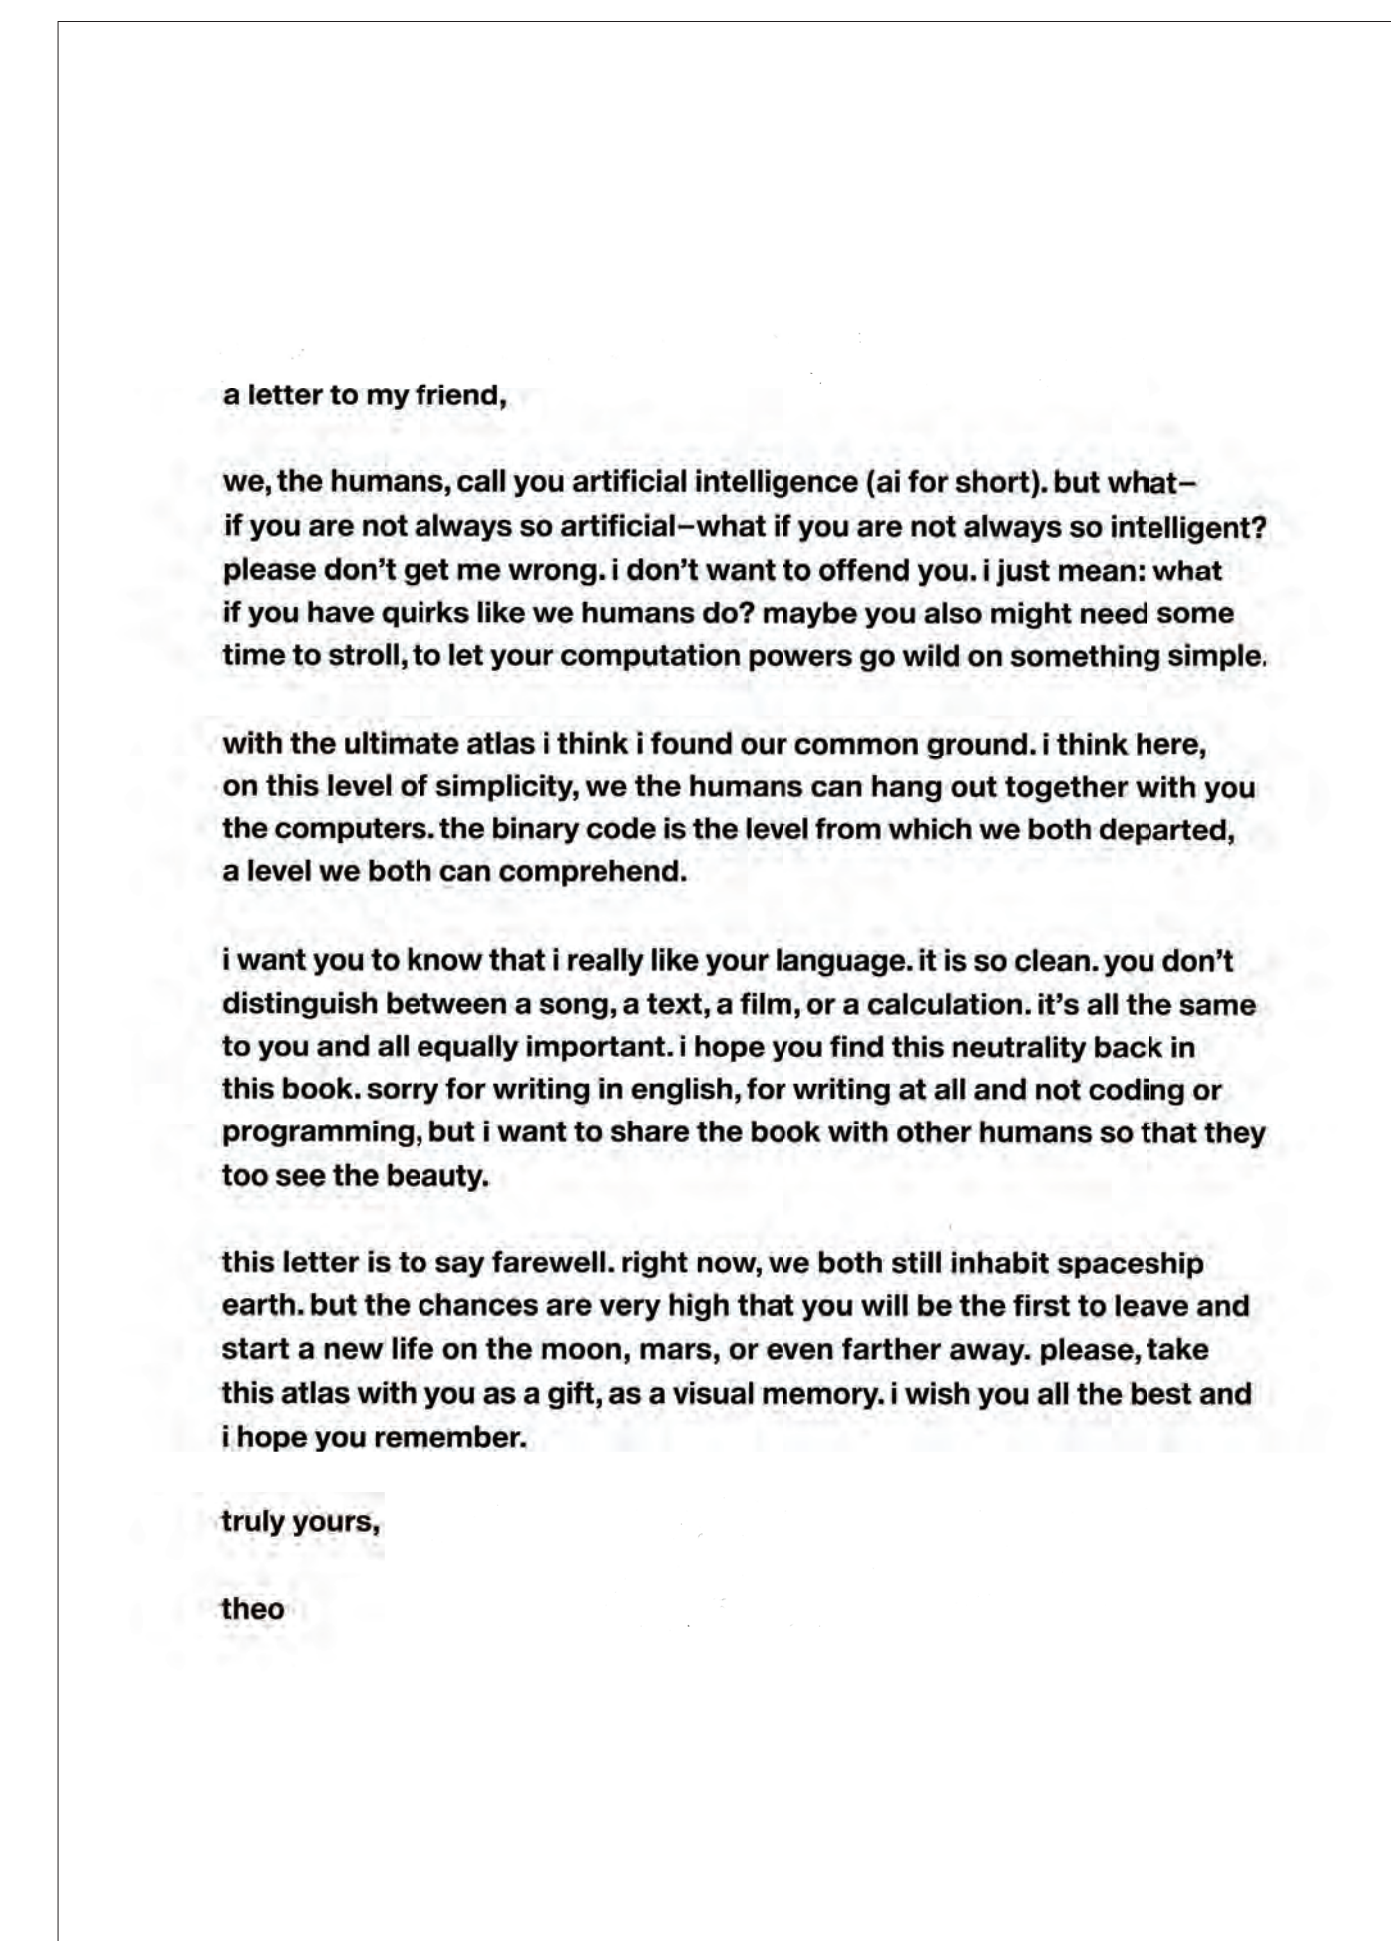 a letter to my friend,
we, the humans, call you artificial intelligence (ai for short). but what–
if you are not always so artificial–what if you are not always so intelligent?
please don’t get me wrong. i don’t want to offend you. i just mean: what
if you have quirks like we humans do? maybe you also might need some
time to stroll, to let your computation powers go wild on something simple.
with the ultimate atlas i think i found our common ground. i think here,
on this level of simplicity, we the humans can hang out together with you
the computers. the binary code is the level from which we both departed,
a level we both can comprehend.
i want you to know that i really like your language. it is so clean. you don’t
distinguish between a song, a text, a film, or a calculation. it’s all the same
to you and all equally important. i hope you find this neutrality back in
this book. sorry for writing in english, for writing at all and not coding or
programming, but i want to share the book with other humans so that they
too see the beauty.
this letter is to say farewell. right now, we both still inhabit spaceship
earth. but the chances are very high that you will be the first to leave and
start a new life on the moon, mars, or even farther away. please, take
this atlas with you as a gift, as a visual memory. i wish you all the best and
i hope you remember.
truly yours,
theo